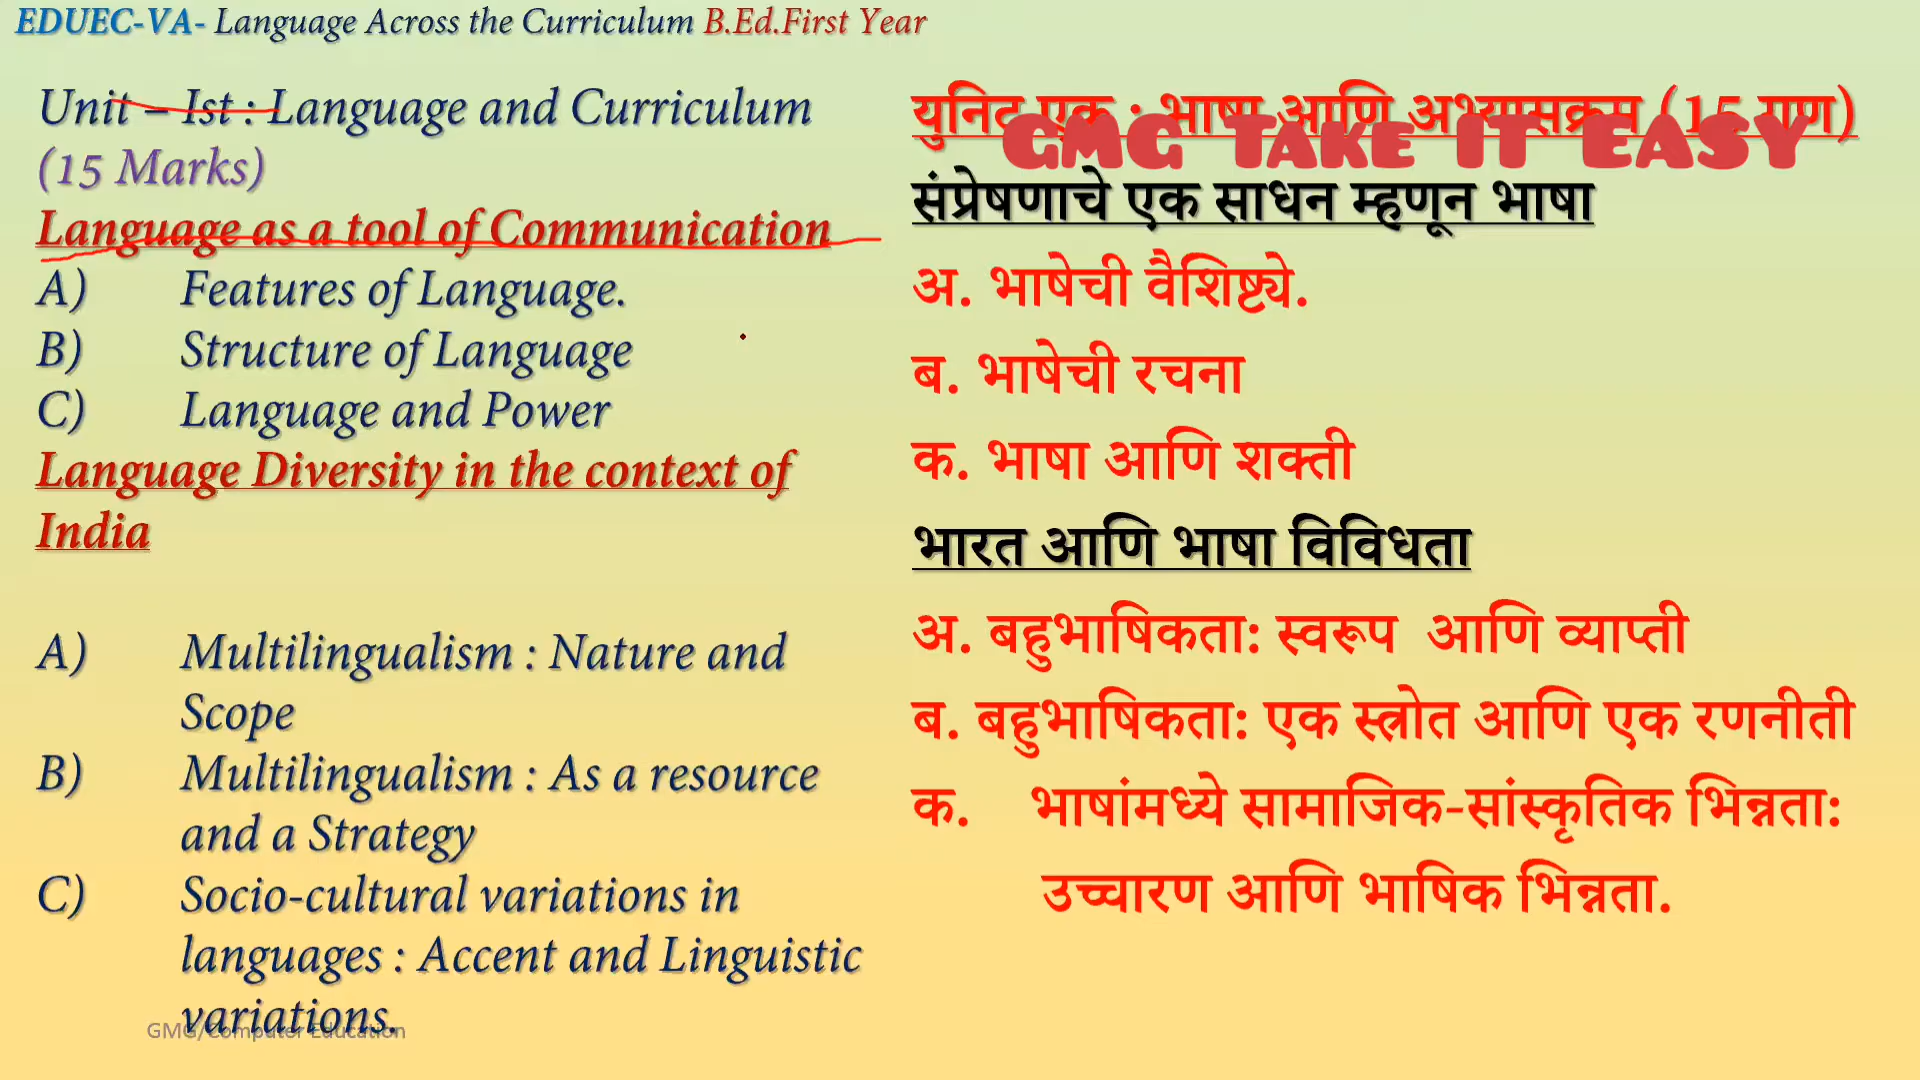 EDUEC-VA- Language Across the Curriculum B.Ed.First Year
Unit – Ist : Language and Curriculum
(15 Marks)
Language as a tool of Communication
A) Features of Language.
B) Structure of Language
C) Language and Power
Language Diversity in the context of
India
A) Multilingualism : Nature and
Scope
B) Multilingualism : As a resource
and a Strategy
C) Socio-cultural variations in
languages : Accent and Linguistic
variations.
GMG/Computer Education
युनिट एक : भाषा आणि अभ्यासक्रम (15 गुण)
GMG TAKE IT EASY
संप्रेषणाचे एक साधन म्हणून भाषा
अ. भाषेची वैशिष्ट्ये.
ब. भाषेची रचना
क. भाषा आणि शक्ती
भारत आणि भाषा विविधता
अ. बहुभाषिकता: स्वरूप आणि व्याप्ती
ब. बहुभाषिकता: एक स्त्रोत आणि एक रणनीती
क. भाषांमध्ये सामाजिक-सांस्कृतिक भिन्नता:
उच्चारण आणि भाषिक भिन्नता.